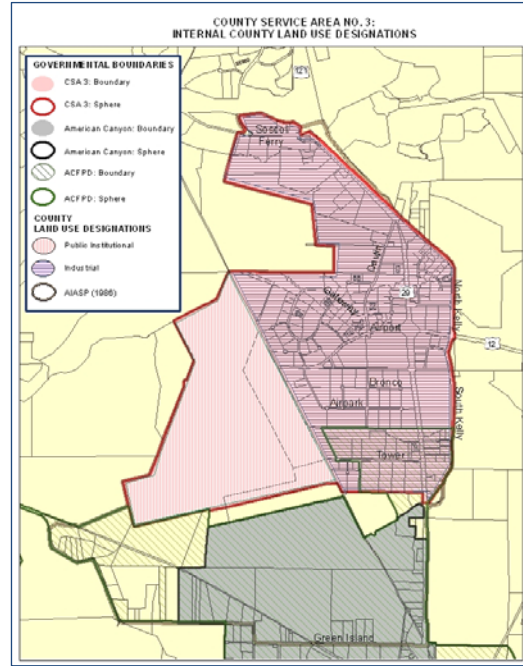 COUNTY SERVICE AREA NO. 3:
INTERNAL COUNTY LAND USE DESIGNATIONS
GOVERNMENTAL BOUNDARIES
CSA 3: Boundary
CSA 3: Sphere
American Canyon: Boundary
American Canyon: Sphere
ACFPD: Boundary
ACFPD: Sphere
COUNTY
LAND USE DESIGNATIONS
Public Institutional
Industrial
AIASP (1986)
121
Soscol
Ferry
Devlin
29
Gateway
Airport
North Kelly
12
Airpark
South Kelly
Tower
Green Island